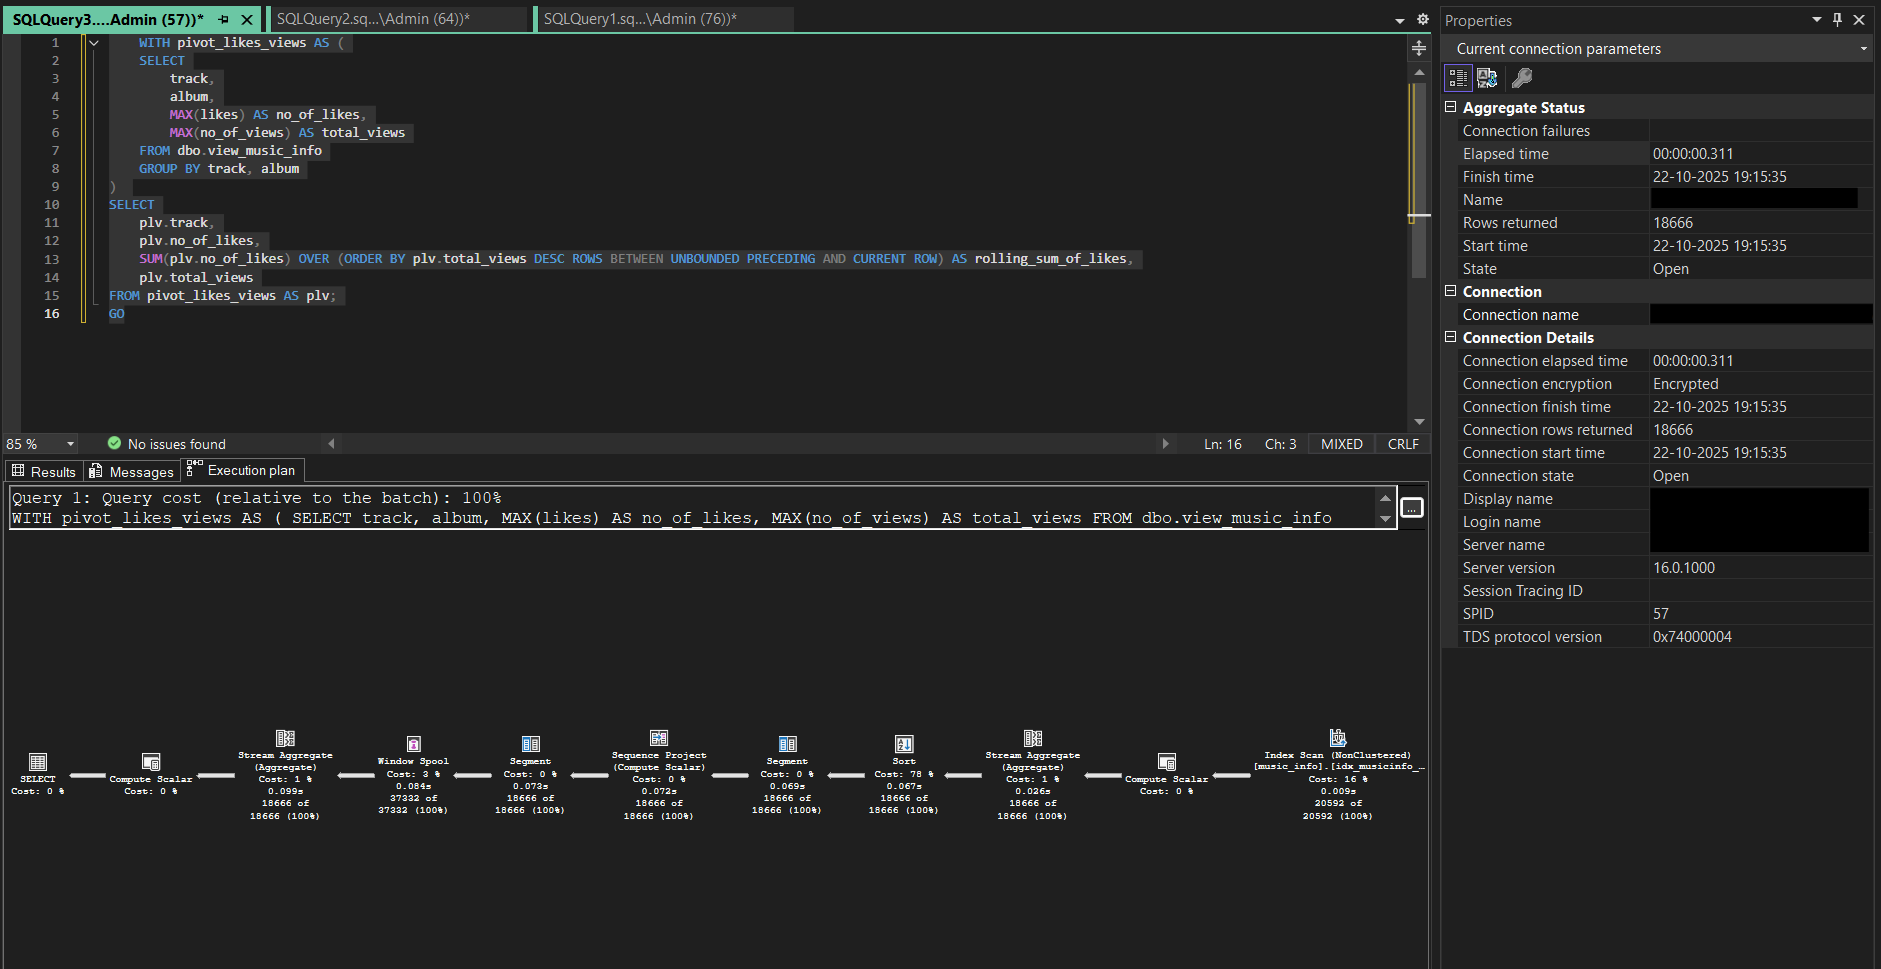 SQLQuery3....Admin (57))*
SQLQuery2.sq...\Admin (64))*
SQLQuery1.sq...\Admin (76))*
1 WITH pivot_likes_views AS (
2 SELECT
3 track,
4 album,
5 MAX(likes) AS no_of_likes,
6 MAX(no_of_views) AS total_views
7 FROM dbo.view_music_info
8 GROUP BY track, album
9 )
10 SELECT
11 plv.track,
12 plv.no_of_likes,
13 SUM(plv.no_of_likes) OVER (ORDER BY plv.total_views DESC ROWS BETWEEN UNBOUNDED PRECEDING AND CURRENT ROW) AS rolling_sum_of_likes,
14 plv.total_views
15 FROM pivot_likes_views AS plv;
16 GO
85 %
No issues found
Ln: 16 Ch: 3 MIXED CRLF
Results Messages Execution plan
Query 1: Query cost (relative to the batch): 100%
WITH pivot_likes_views AS ( SELECT track, album, MAX(likes) AS no_of_likes, MAX(no_of_views) AS total_views FROM dbo.view_music_info
...
SELECT
Cost: 0 %
Compute Scalar
Cost: 0 %
Stream Aggregate
(Aggregate)
Cost: 1 %
0.099s
18666 of
18666 (100%)
Window Spool
Cost: 3 %
0.084s
37332 of
37332 (100%)
Segment
Cost: 0 %
0.073s
18666 of
18666 (100%)
Sequence Project
(Compute Scalar)
Cost: 0 %
0.072s
18666 of
18666 (100%)
Segment
Cost: 0 %
0.069s
18666 of
18666 (100%)
Sort
Cost: 78 %
0.067s
18666 of
18666 (100%)
Stream Aggregate
(Aggregate)
Cost: 1 %
0.026s
18666 of
18666 (100%)
Compute Scalar
Cost: 0 %
Index Scan (NonClustered)
[music_info].[idx_musicinfo_...
Cost: 16 %
0.009s
20592 of
20592 (100%)
Properties
Current connection parameters
Aggregate Status
Connection failures
Elapsed time 00:00:00.311
Finish time 22-10-2025 19:15:35
Name
Rows returned 18666
Start time 22-10-2025 19:15:35
State Open
Connection
Connection name
Connection Details
Connection elapsed time 00:00:00.311
Connection encryption Encrypted
Connection finish time 22-10-2025 19:15:35
Connection rows returned 18666
Connection start time 22-10-2025 19:15:35
Connection state Open
Display name
Login name
Server name
Server version 16.0.1000
Session Tracing ID
SPID 57
TDS protocol version 0x74000004